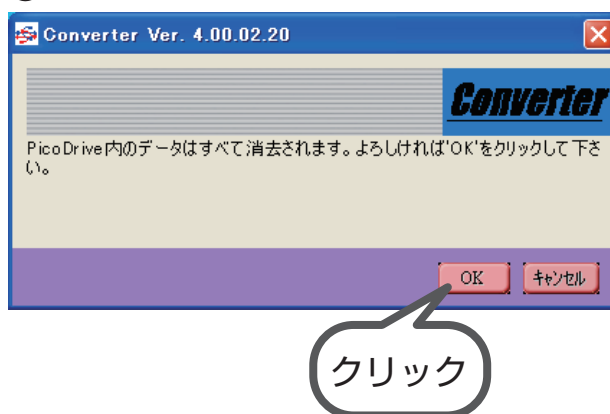 Converter Ver. 4.00.02.20
Converter
PicoDrive内のデータはすべて消去されます。よろしければ'OK'をクリックして下さ
い。
OK キャンセル
クリック